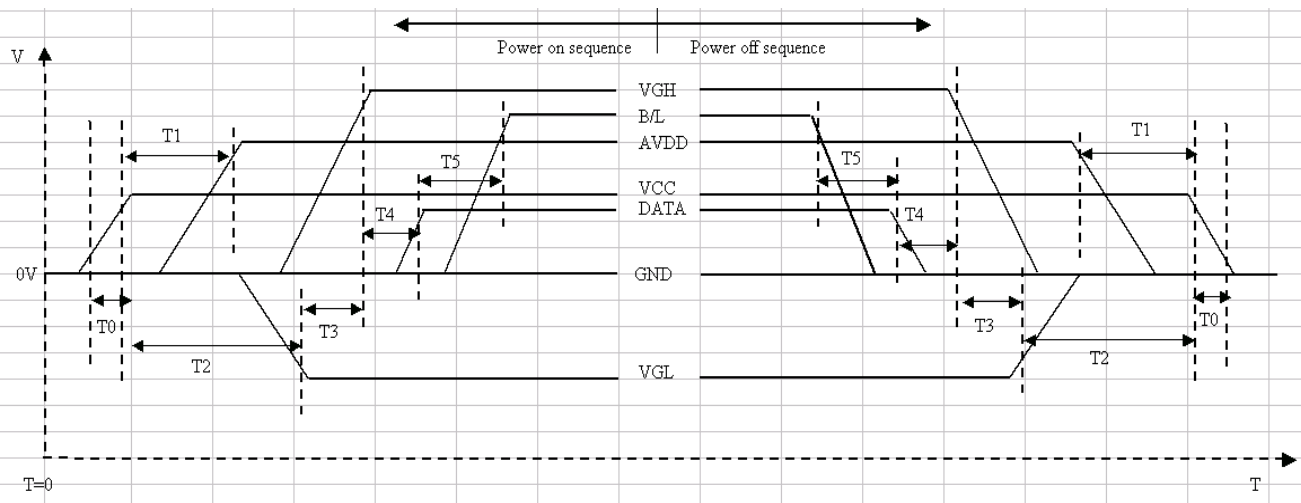 Power on sequence
Power off sequence
V
VGH
B/L
T1
T1
AVDD
T5
T5
VCC
DATA
T4
T4
0V
GND
T0
T3
T3
T0
T2
T2
VGL
T=0
T